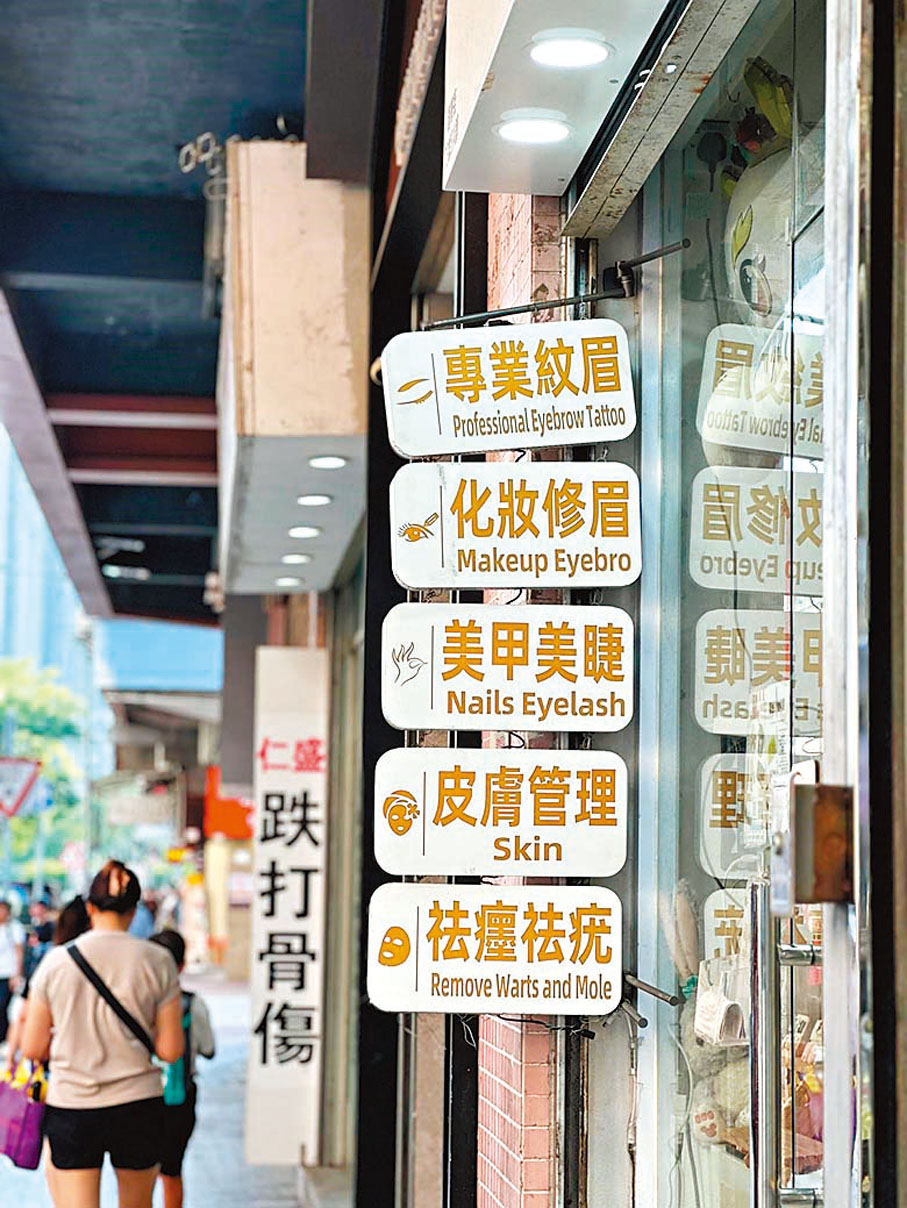 專業紋眉
Professional Eyebrow Tattoo
化妝修眉
Makeup Eyebro
美甲美睫
Nails Eyelash
皮膚管理
Skin
祛癦祛疣
Remove Warts and Mole
仁盛
跌打骨傷